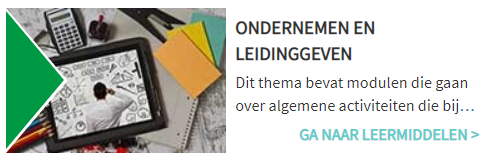 ONDERNEMEN EN
LEIDINGGEVEN
Dit thema bevat modulen die gaan
over algemene activiteiten die bij…
GA NAAR LEERMIDDELEN >